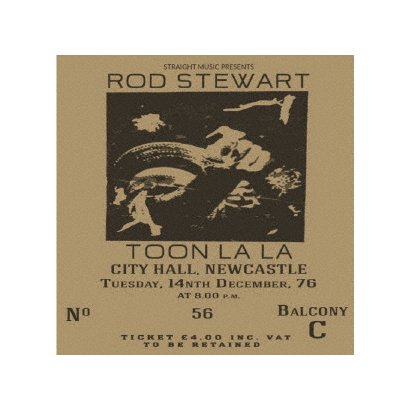 STRAIGHT MUSIC PRESENTS
ROD STEWART
TOON LA LA
CITY HALL, NEWCASTLE
TUESDAY, 14NTH DECEMBER, 76
AT 8.00 P.M.
Nº 56 BALCONY
C
TICKET £4.00 INC. VAT
TO BE RETAINED